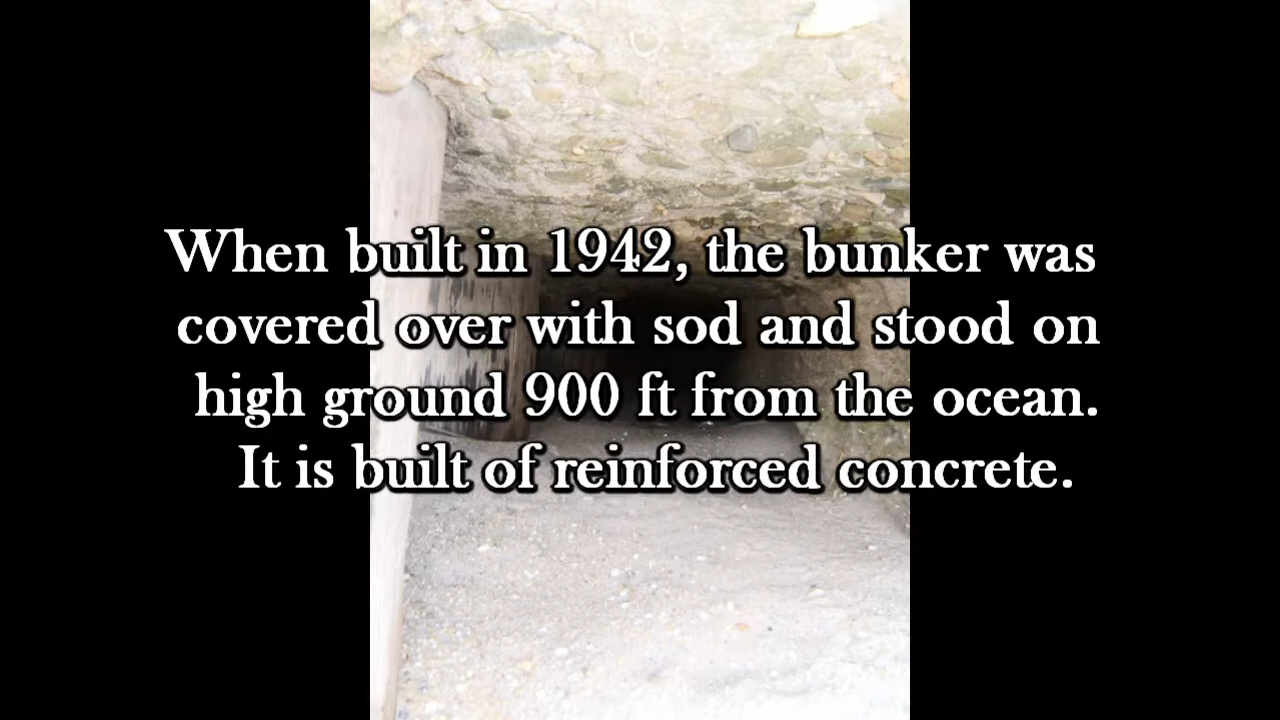 When built in 1942, the bunker was
covered over with sod and stood on
high ground 900 ft from the ocean.
It is built of reinforced concrete.